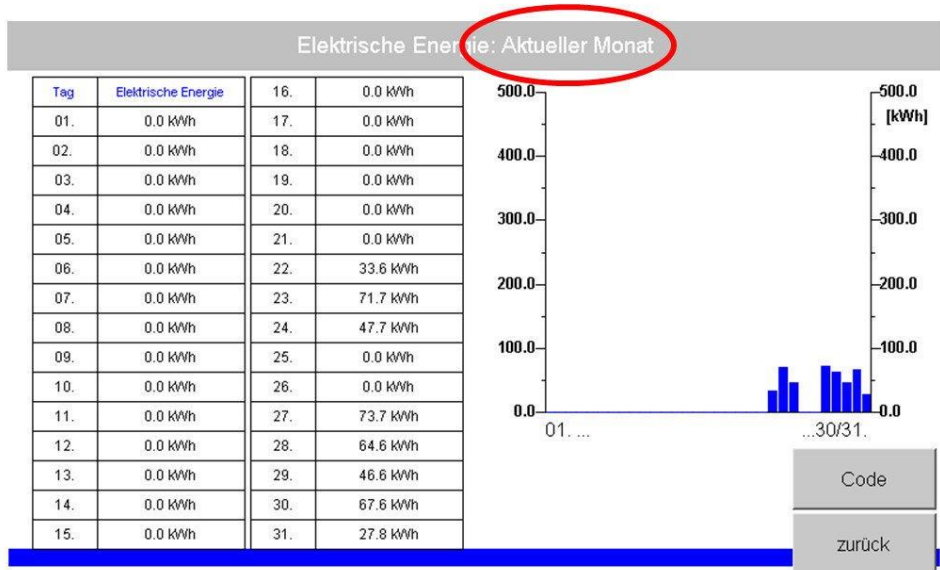 Elektrische Energie: Aktueller Monat
Tag Elektrische Energie 16. 0.0 kWh
01. 0.0 kWh 17. 0.0 kWh
02. 0.0 kWh 18. 0.0 kWh
03. 0.0 kWh 19. 0.0 kWh
04. 0.0 kWh 20. 0.0 kWh
05. 0.0 kWh 21. 0.0 kWh
06. 0.0 kWh 22. 33.6 kWh
07. 0.0 kWh 23. 71.7 kWh
08. 0.0 kWh 24. 47.7 kWh
09. 0.0 kWh 25. 0.0 kWh
10. 0.0 kWh 26. 0.0 kWh
11. 0.0 kWh 27. 73.7 kWh
12. 0.0 kWh 28. 64.6 kWh
13. 0.0 kWh 29. 46.6 kWh
14. 0.0 kWh 30. 67.6 kWh
15. 0.0 kWh 31. 27.8 kWh
500.0 500.0
[kWh]
400.0 400.0
300.0 300.0
200.0 200.0
100.0 100.0
0.0 0.0
01. ... ...30/31.
Code
zurück